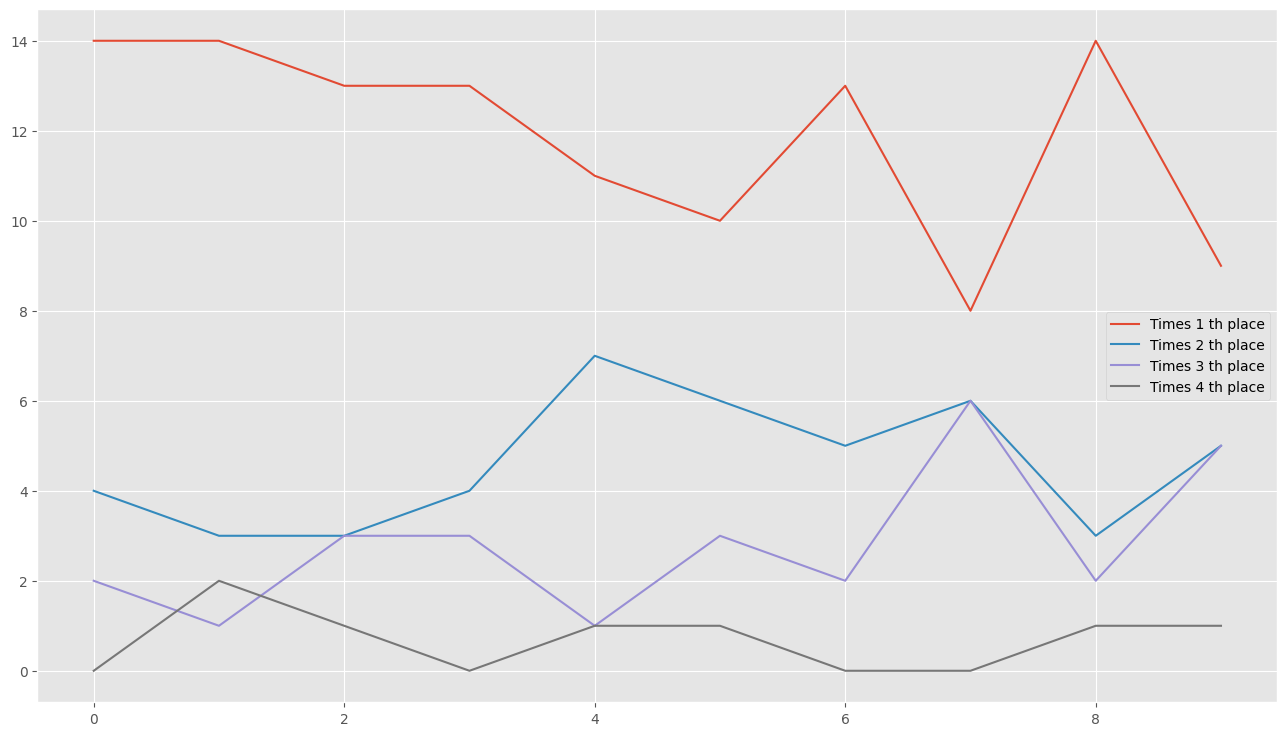 14
12
10
8
6
4
2
0
Times 1 th place
Times 2 th place
Times 3 th place
Times 4 th place
0 2 4 6 8